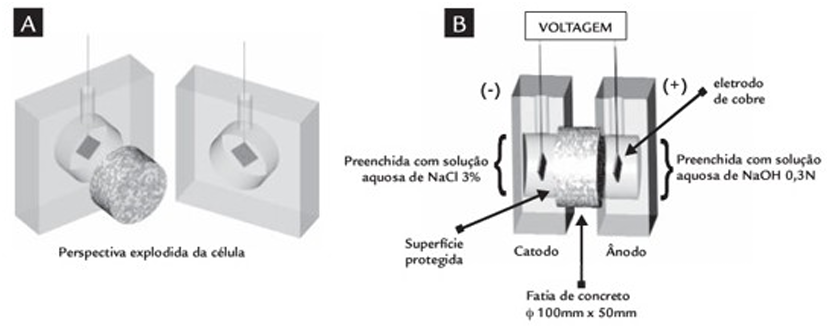 A
Perspectiva explodida da célula
B
VOLTAGEM
(-)
(+)
eletrodo
de cobre
Preenchida com solução
aquosa de NaCl 3%
Preenchida com solução
aquosa de NaOH 0,3N
Superfície
protegida
Catodo
Ânodo
Fatia de concreto
ϕ 100mm x 50mm